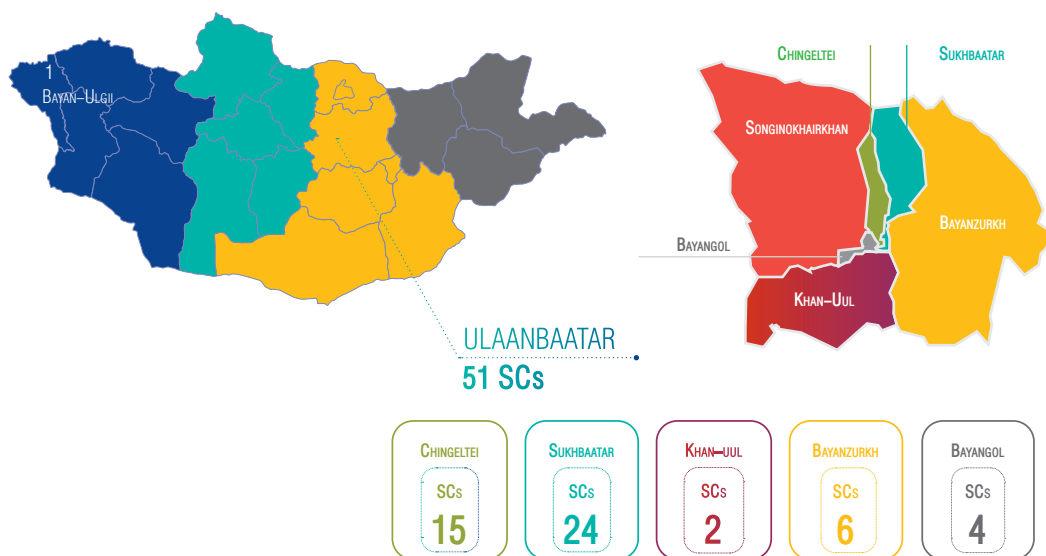 1
BAYAN–ULGII
ULAANBAATAR
51 SCs
CHINGELTEI
SUKHBAATAR
SONGINOKHAIRKHAN
BAYANZURKH
BAYANGOL
KHAN–UUL
CHINGELTEI
SCs
15
SUKHBAATAR
SCs
24
KHAN–UUL
SCs
2
BAYANZURKH
SCs
6
BAYANGOL
SCs
4